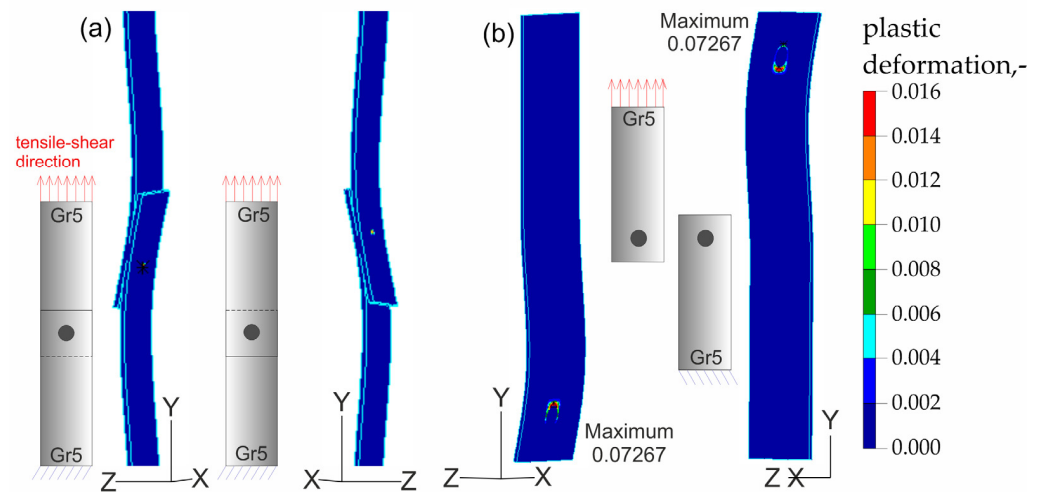 (a)
tensile-shear
direction
Gr5
Gr5
Y
Z
X
Gr5
Gr5
Y
X
Z
(b)
Maximum
0.07267
Y
Z
X
Gr5
Gr5
Maximum
0.07267
Y
Z X
plastic
deformation,-
0.016
0.014
0.012
0.010
0.008
0.006
0.004
0.002
0.000